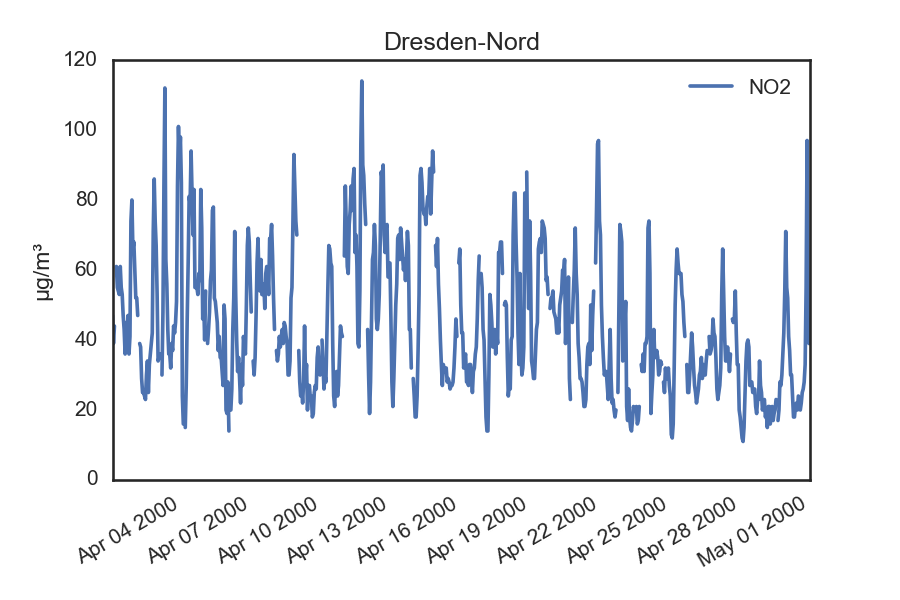 Dresden-Nord
NO2
µg/m³
120
100
80
60
40
20
0
Apr 04 2000
Apr 07 2000
Apr 10 2000
Apr 13 2000
Apr 16 2000
Apr 19 2000
Apr 22 2000
Apr 25 2000
Apr 28 2000
May 01 2000